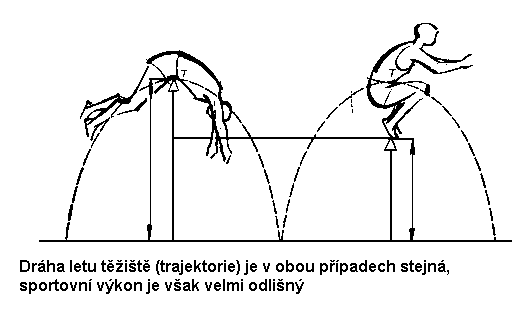 T
T
Dráha letu těžiště (trajektorie) je v obou případech stejná,
sportovní výkon je však velmi odlišný